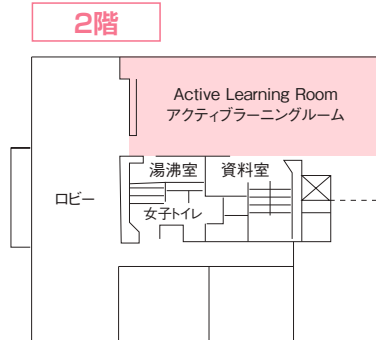 2階
Active Learning Room
アクティブラーニングルーム
湯沸室
資料室
ロビー
女子トイレ